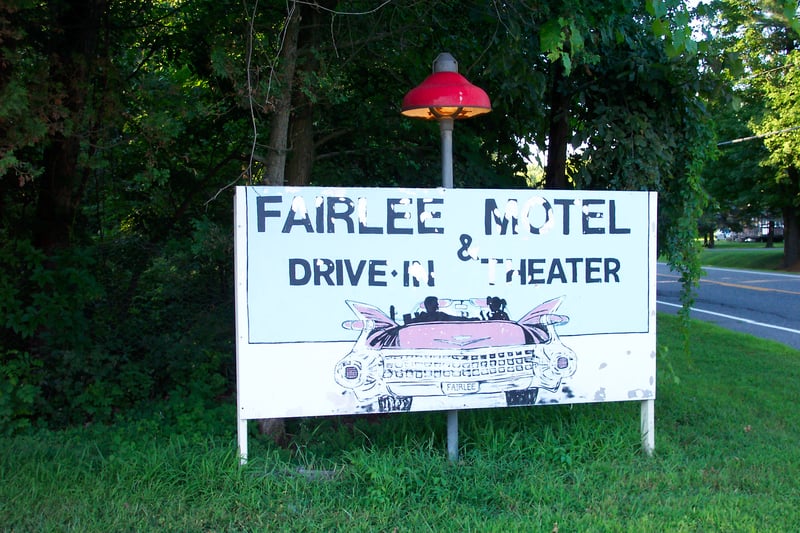 FAIRLEE MOTEL
&
DRIVE-IN THEATER
FAIRLEE